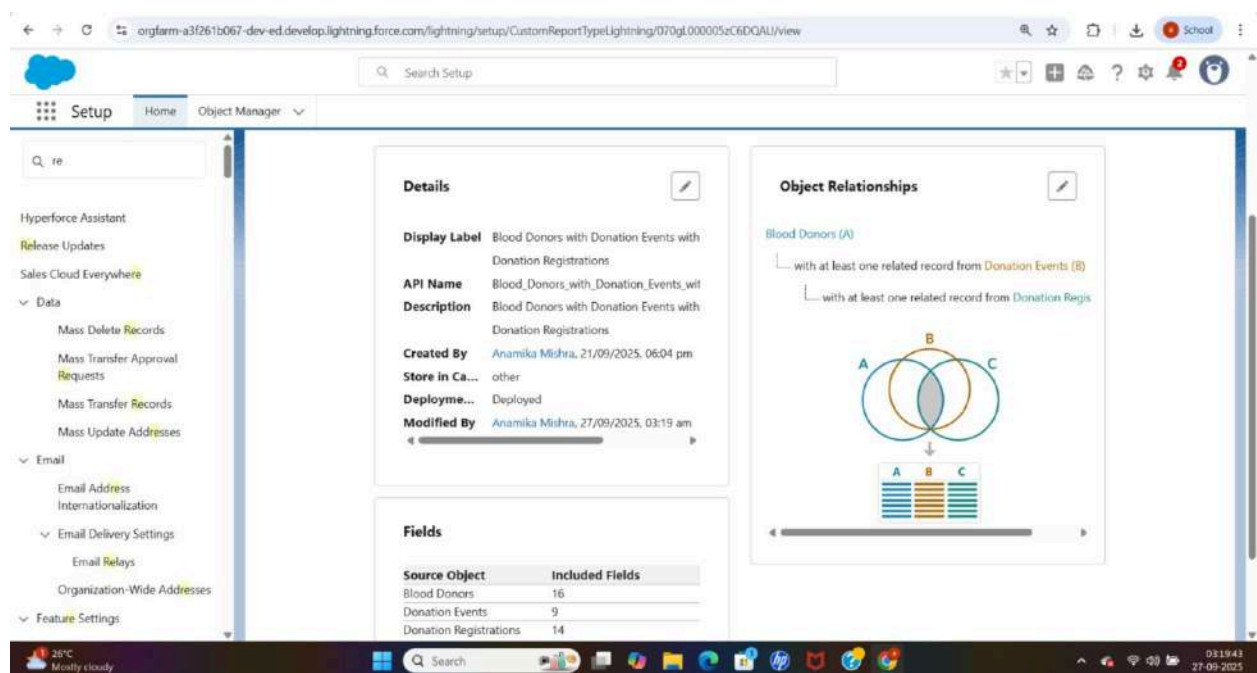 orgfarm-a3f261b067-dev-ed.develop.lightning.force.com/lightning/setup/CustomReportTypeLightning/070gL000005zC6DQAU/view
School
Search Setup
2
Setup
Home
Object Manager
re
Hyperforce Assistant
Release Updates
Sales Cloud Everywhere
Data
Mass Delete Records
Mass Transfer Approval
Requests
Mass Transfer Records
Mass Update Addresses
Email
Email Address
Internationalization
Email Delivery Settings
Email Relays
Organization-Wide Addresses
Feature Settings
Details
Display Label Blood Donors with Donation Events with
Donation Registrations
API Name Blood_Donors_with_Donation_Events_wit
Description Blood Donors with Donation Events with
Donation Registrations
Created By Anamika Mishra, 21/09/2025, 06:04 pm
Store in Ca... other
Deployme... Deployed
Modified By Anamika Mishra, 27/09/2025, 03:19 am
Fields
Source Object Included Fields
Blood Donors 16
Donation Events 9
Donation Registrations 14
Object Relationships
Blood Donors (A)
with at least one related record from Donation Events (B)
with at least one related record from Donation Regis
B
A C
A B C
1
26°C
Mostly cloudy
Search
03:19:43
27-09-2025